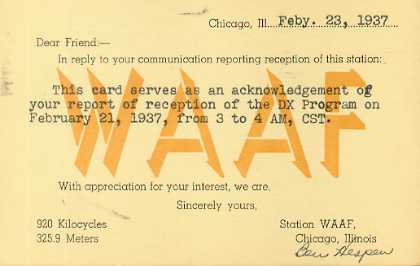 Chicago, Ill. Feby. 23, 1937
Dear Friend:—
In reply to your communication reporting reception of this station:
WAAF
This card serves as an acknowledgement of
your report of reception of the DX Program on
February 21, 1937, from 3 to 4 AM, CST.
With appreciation for your interest, we are,
Sincerely yours,
920 Kilocycles Station WAAF,
325.9 Meters Chicago, Illinois
Ben